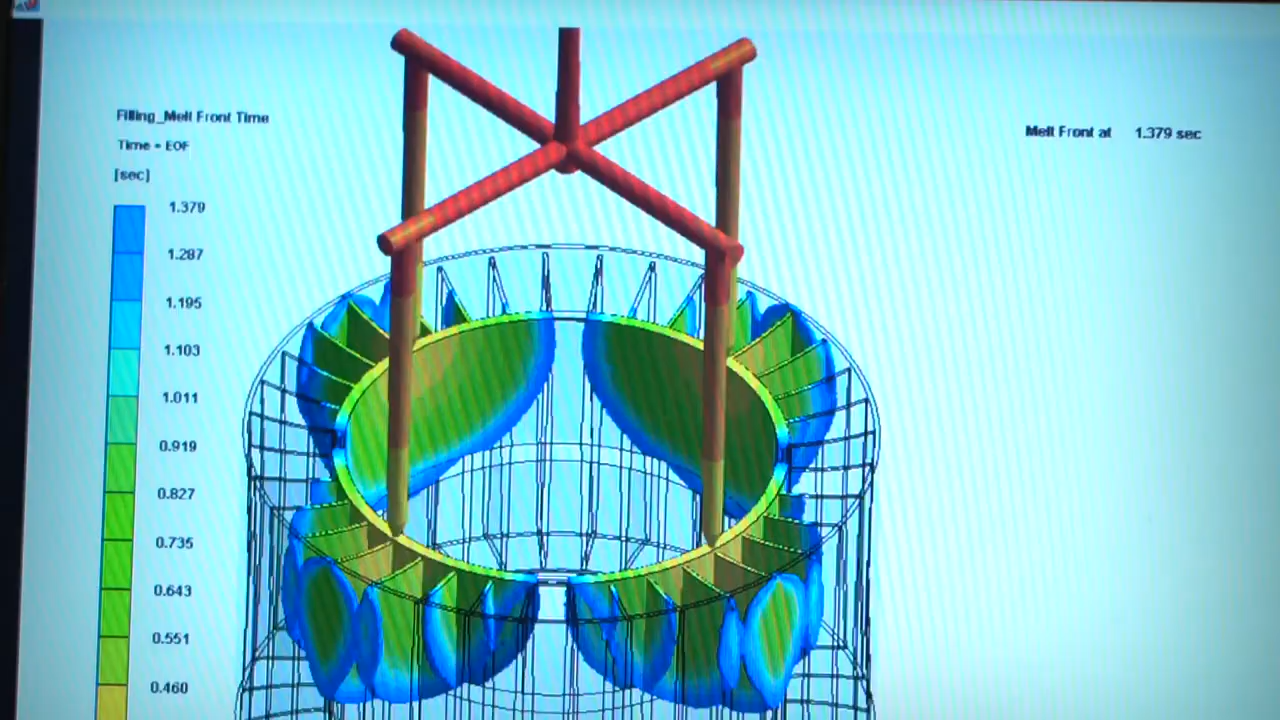 Filling_Melt Front Time
Time = EOF
[sec]
Melt Front at 1.379 sec
1.379
1.287
1.195
1.103
1.011
0.919
0.827
0.735
0.643
0.551
0.460